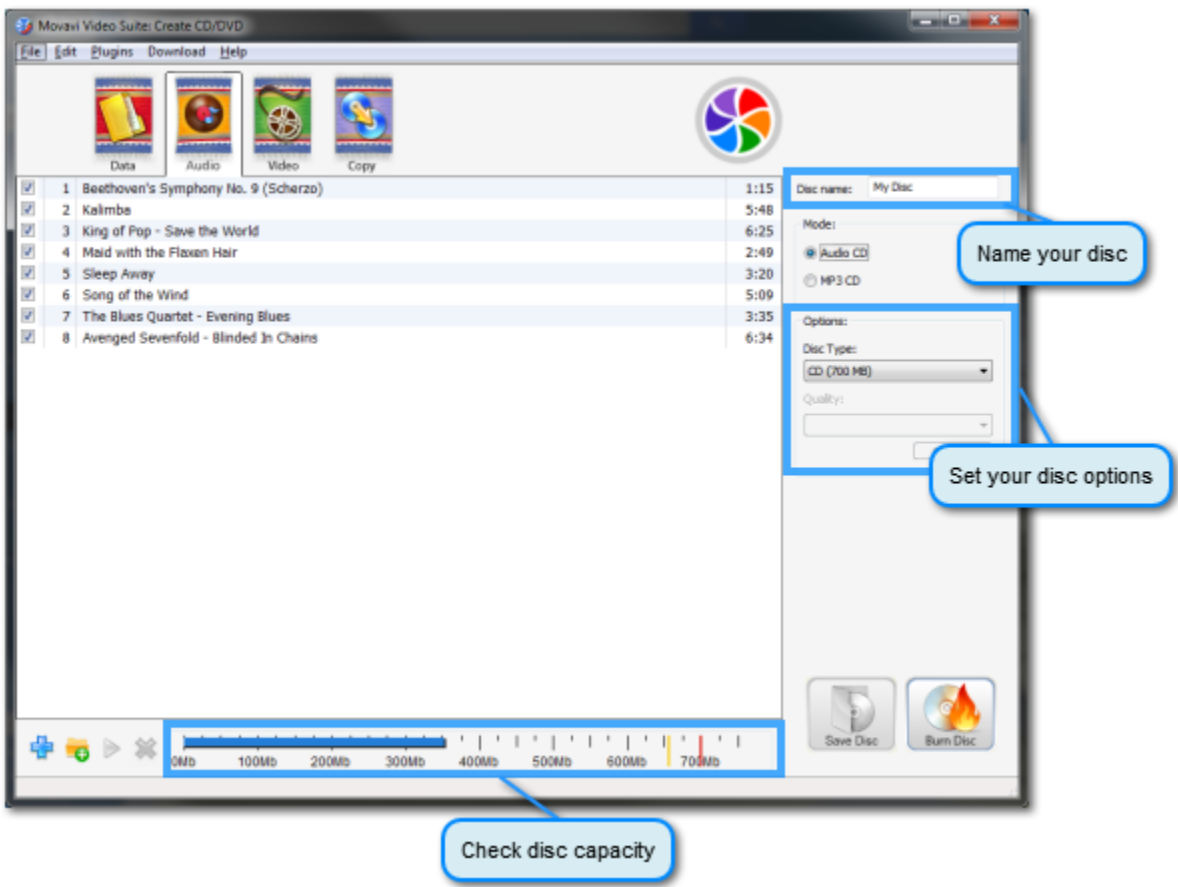 Movavi Video Suite: Create CD/DVD
File Edit Plugins Download Help
Data Audio Video Copy
1 Beethoven's Symphony No. 9 (Scherzo) 1:15
2 Kalimba 5:48
3 King of Pop - Save the World 6:25
4 Maid with the Flaxen Hair 2:49
5 Sleep Away 3:20
6 Song of the Wind 5:09
7 The Blues Quartet - Evening Blues 3:35
8 Avenged Sevenfold - Blinded In Chains 6:34
Disc name: My Disc
Name your disc
Mode:
Audio CD
MP3 CD
Options:
Disc Type:
CD (700 MB)
Quality:
Set your disc options
Save Disc Burn Disc
0Mb 100Mb 200Mb 300Mb 400Mb 500Mb 600Mb 700Mb
Check disc capacity